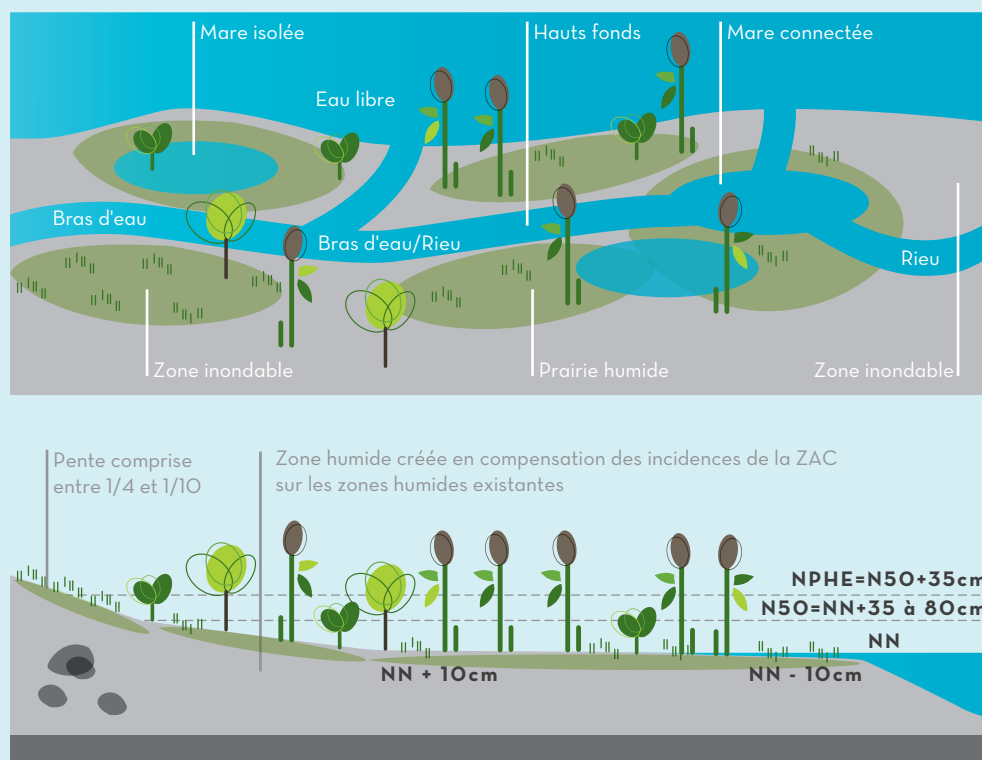 Mare isolée
Hauts fonds
Mare connectée
Eau libre
Bras d'eau
Bras d'eau/Rieu
Rieu
Zone inondable
Prairie humide
Zone inondable
Pente comprise
entre 1/4 et 1/10
Zone humide créée en compensation des incidences de la ZAC
sur les zones humides existantes
NPHE=N50+35cm
N50=NN+35 à 80cm
NN
NN + 10cm
NN - 10cm